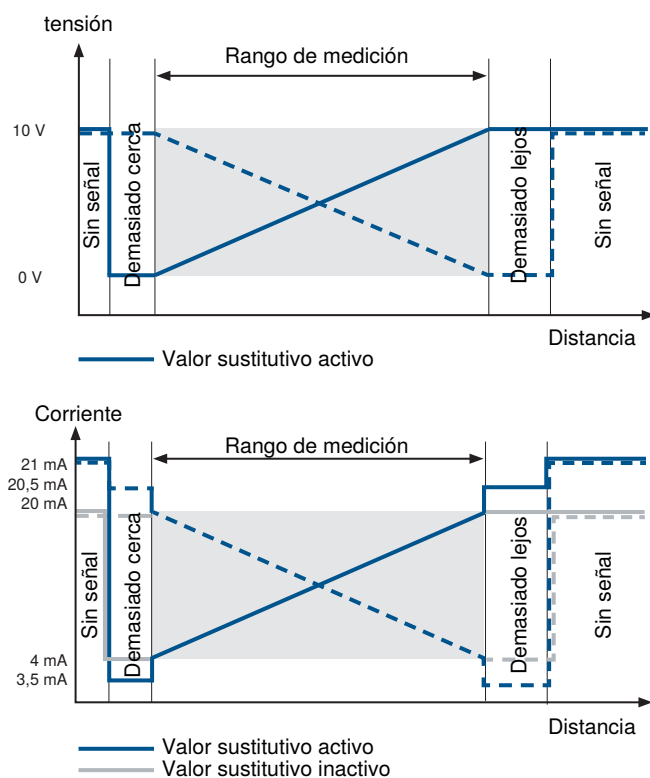 tensión
Rango de medición
10 V
Sin señal
Demasiado cerca
Demasiado lejos
Sin señal
0 V
Distancia
Valor sustitutivo activo
Corriente
Rango de medición
21 mA
20,5 mA
20 mA
Sin señal
Demasiado cerca
Demasiado lejos
Sin señal
4 mA
3,5 mA
Distancia
Valor sustitutivo activo
Valor sustitutivo inactivo